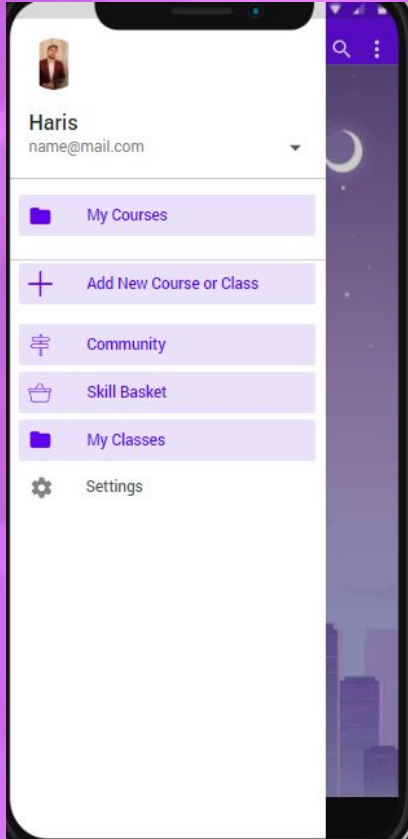 Haris
name@mail.com
My Courses
Add New Course or Class
Community
Skill Basket
My Classes
Settings